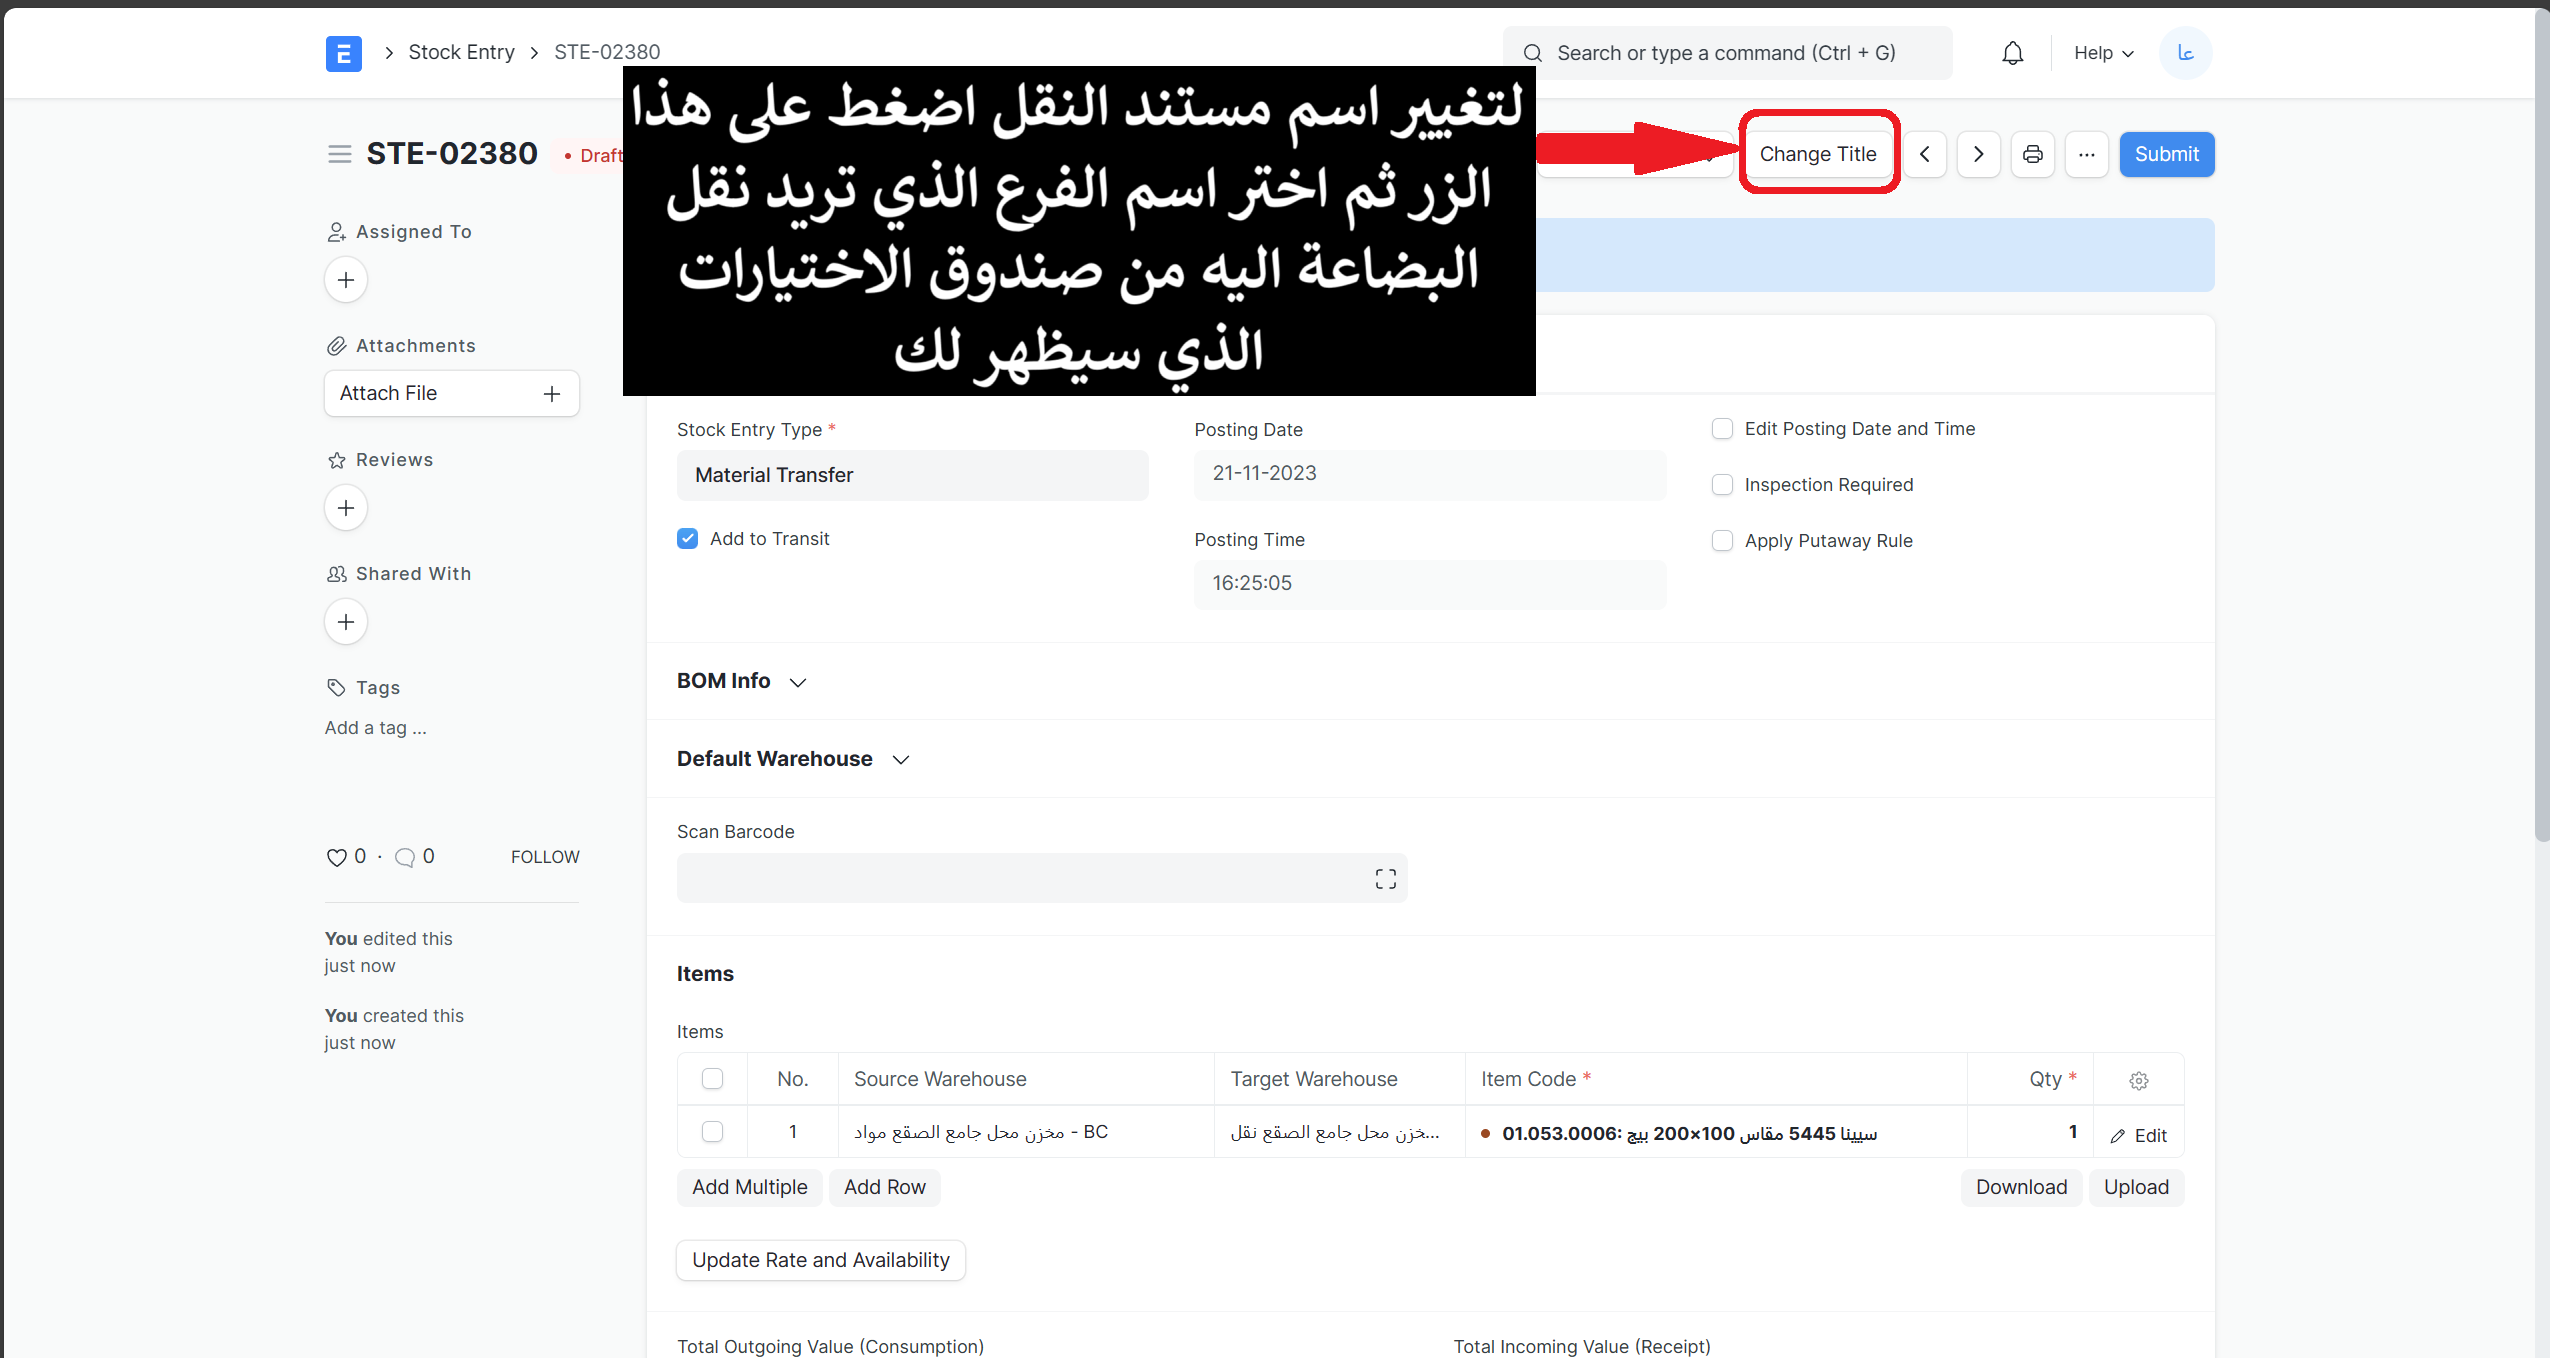 E
Stock Entry
STE-02380
Search or type a command (Ctrl + G)
Help
عا
لتغيير اسم مستند النقل اضغط على هذا
الزر ثم اختر اسم الفرع الذي تريد نقل
البضاعة اليه من صندوق الاختيارات
الذي سيظهر لك
STE-02380
Draft
Change Title
...
Submit
Assigned To
Attachments
Attach File
Reviews
Shared With
Tags
Add a tag ...
0 · 0
FOLLOW
You edited this
just now
You created this
just now
Stock Entry Type *
Material Transfer
Add to Transit
Posting Date
21-11-2023
Posting Time
16:25:05
Edit Posting Date and Time
Inspection Required
Apply Putaway Rule
BOM Info
Default Warehouse
Scan Barcode
Items
Items
No. Source Warehouse Target Warehouse Item Code * Qty *
1 مخزن محل جامع الصقع مواد - BC ...خزن محل جامع الصقع نقل 01.053.0006: سيينا 5445 مقاس 100×200 بيج 1 Edit
Add Multiple Add Row Download Upload
Update Rate and Availability
Total Outgoing Value (Consumption) Total Incoming Value (Receipt)